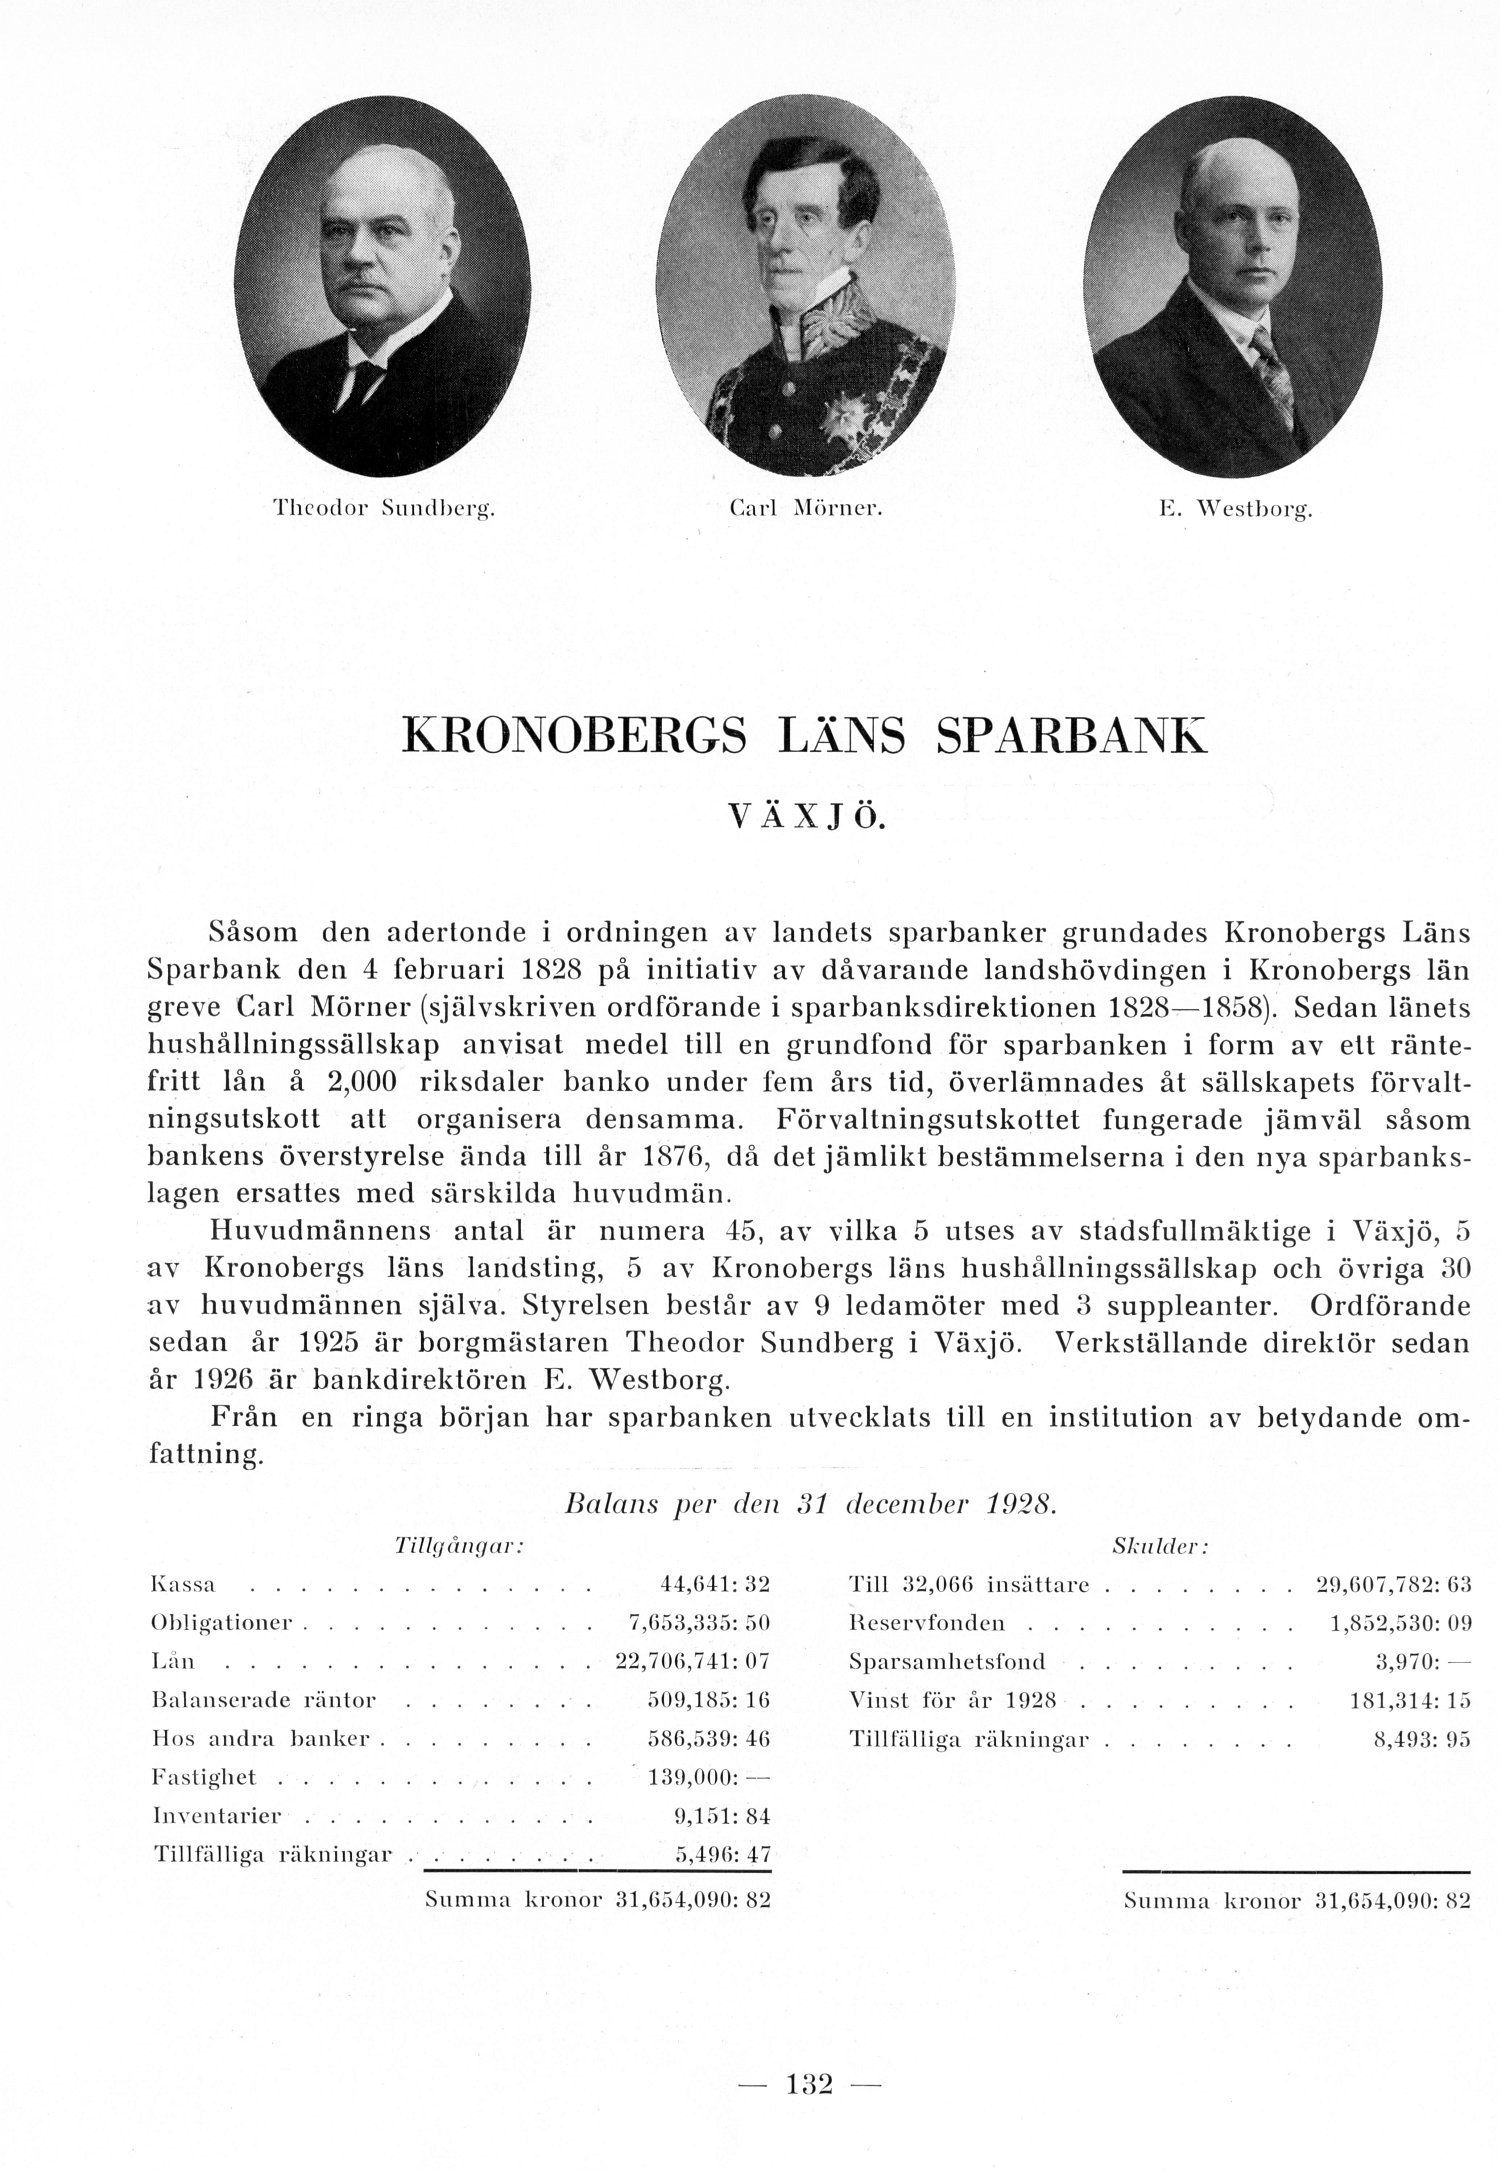 Theodor Sundberg.
Carl Mörner.
E. Westborg.
KRONOBERGS LÄNS SPARBANK
VÄXJÖ.
Såsom den adertonde i ordningen av landets sparbanker grundades Kronobergs Läns
Sparbank den 4 februari 1828 på initiativ av dåvarande landshövdingen i Kronobergs län
greve Carl Mörner (självskriven ordförande i sparbanksdirektionen 1828—1858). Sedan länets
hushållningssällskap anvisat medel till en grundfond för sparbanken i form av ett ränte-
fritt lån å 2,000 riksdaler banko under fem års tid, överlämnades åt sällskapets förvalt-
ningsutskott att organisera densamma. Förvaltningsutskottet fungerade jämväl såsom
bankens överstyrelse ända till år 1876, då det jämlikt bestämmelserna i den nya sparbanks-
lagen ersattes med särskilda huvudmän.
Huvudmännens antal är numera 45, av vilka 5 utses av stadsfullmäktige i Växjö, 5
av Kronobergs läns landsting, 5 av Kronobergs läns hushållningssällskap och övriga 30
av huvudmännen själva. Styrelsen består av 9 ledamöter med 3 suppleanter. Ordförande
sedan år 1925 är borgmästaren Theodor Sundberg i Växjö. Verkställande direktör sedan
år 1926 är bankdirektören E. Westborg.
Från en ringa början har sparbanken utvecklats till en institution av betydande om-
fattning.
Balans per den 31 december 1928.
Tillgångar:
Kassa . . . . . . . . . . . . . . 44,641: 32
Obligationer . . . . . . . . . . . . 7,653,335: 50
Lån . . . . . . . . . . . . . . . 22,706,741: 07
Balanserade räntor . . . . . . . . 509,185: 16
Hos andra banker . . . . . . . . . 586,539: 46
Fastighet . . . . . . . . . . . . . 139,000: —
Inventarier . . . . . . . . . . . . 9,151: 84
Tillfälliga räkningar . . . . . . . . 5,496: 47
Summa kronor 31,654,090: 82
Skulder:
Till 32,066 insättare . . . . . . . . 29,607,782: 63
Reservfonden . . . . . . . . . . . 1,852,530: 09
Sparsamhetsfond . . . . . . . . . 3,970: —
Vinst för år 1928 . . . . . . . . . 181,314: 15
Tillfälliga räkningar . . . . . . . . 8,493: 95
Summa kronor 31,654,090: 82
— 132 —